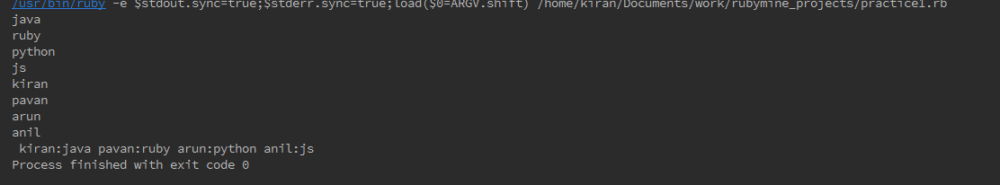 /usr/bin/ruby -e $stdout.sync=true;$stderr.sync=true;load($0=ARGV.shift) /home/kiran/Documents/work/rubymine_projects/practice1.rb
java
ruby
python
js
kiran
pavan
arun
anil
 kiran:java pavan:ruby arun:python anil:js
Process finished with exit code 0